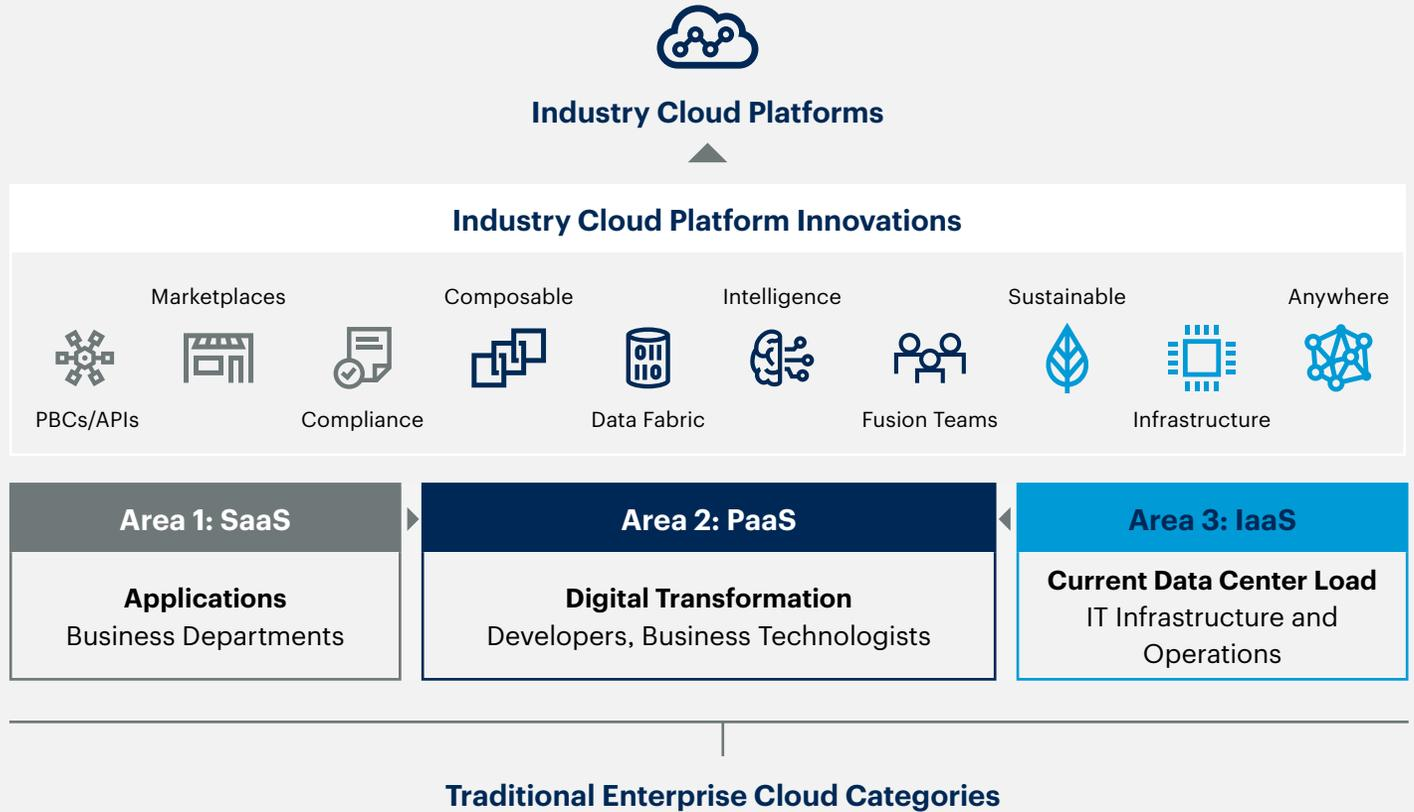 Industry Cloud Platforms
Industry Cloud Platform Innovations
Marketplaces
Composable
Intelligence
Sustainable
Anywhere
011
110
PBCs/APIs
Compliance
Data Fabric
Fusion Teams
Infrastructure
Area 1: SaaS
Area 2: PaaS
Area 3: IaaS
Applications
Business Departments
Digital Transformation
Developers, Business Technologists
Current Data Center Load
IT Infrastructure and
Operations
Traditional Enterprise Cloud Categories